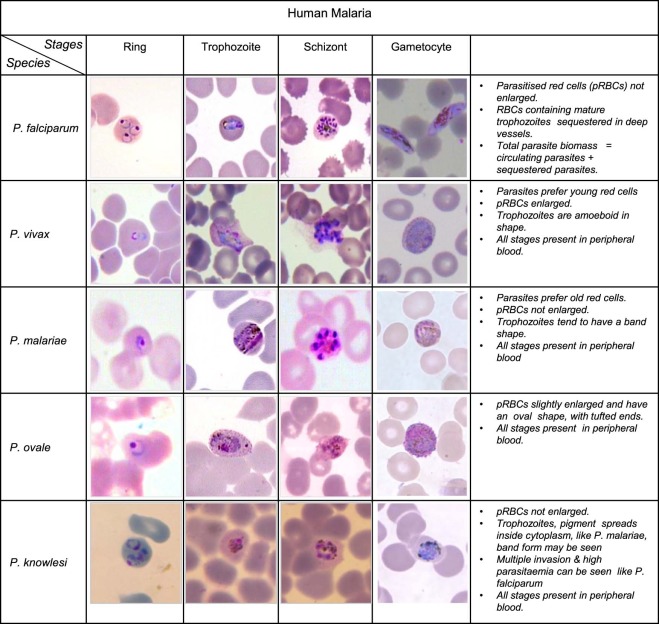 Human Malaria
Stages
Species
Ring
Trophozoite
Schizont
Gametocyte
P. falciparum
• Parasitised red cells (pRBCs) not
enlarged.
• RBCs containing mature
trophozoites sequestered in deep
vessels.
• Total parasite biomass =
circulating parasites +
sequestered parasites.
P. vivax
• Parasites prefer young red cells
• pRBCs enlarged.
• Trophozoites are amoeboid in
shape.
• All stages present in peripheral
blood.
P. malariae
• Parasites prefer old red cells.
• pRBCs not enlarged.
• Trophozoites tend to have a band
shape.
• All stages present in peripheral
blood
P. ovale
• pRBCs slightly enlarged and have
an oval shape, with tufted ends.
• All stages present in peripheral
blood.
P. knowlesi
• pRBCs not enlarged.
• Trophozoites, pigment spreads
inside cytoplasm, like P. malariae,
band form may be seen
• Multiple invasion & high
parasitaemia can be seen like P.
falciparum
• All stages present in peripheral
blood.